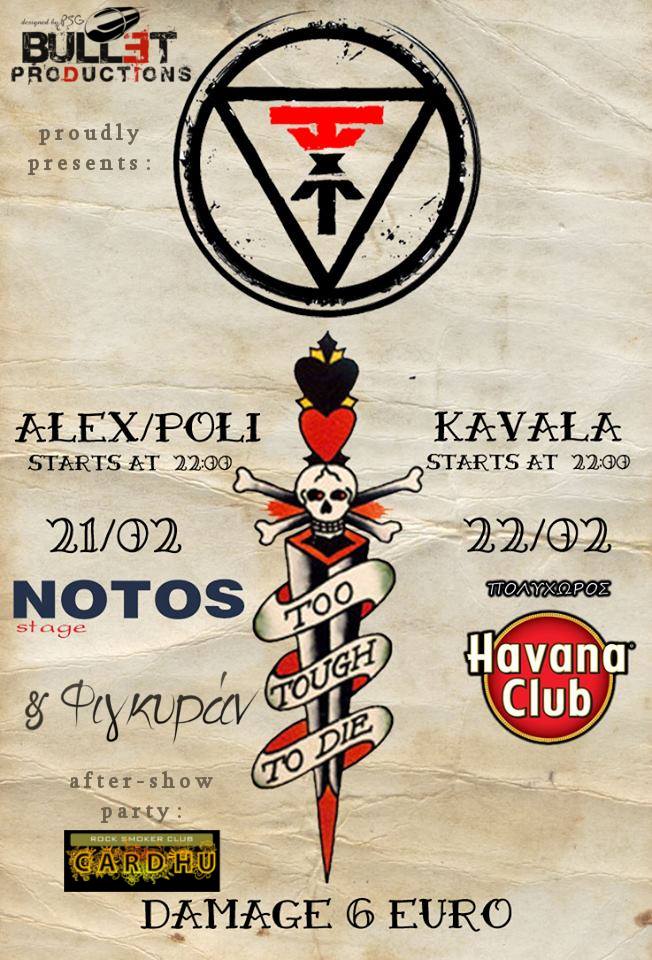 designed by PSG
BULLET
PRODUCTIONS
proudly
presents:
ALEX/POLI
STARTS AT 22:00
21/02
NOTOS
stage
& Φιγκυράν
after-show
party:
ROCK SMOKER CLUB
CARDHU
KAVALA
STARTS AT 22:00
22/02
ΠΟΛΥΧΩΡΟΣ
Havana
Club
TOO
TOUGH
TO DIE
DAMAGE 6 EURO